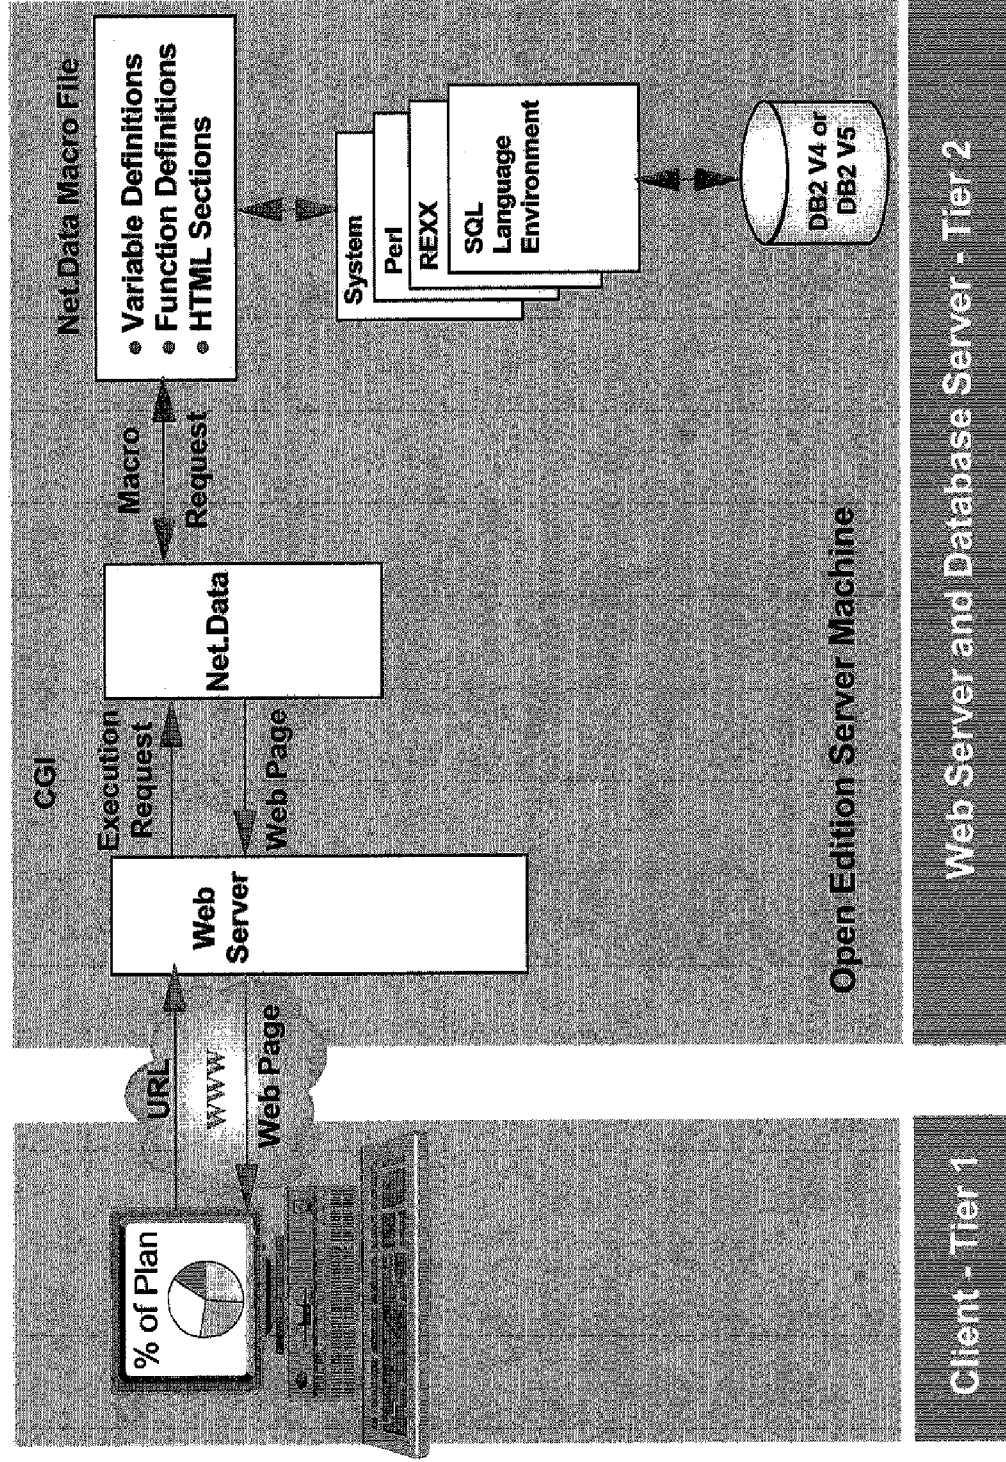 CGI
Net.Data Macro File
% of Plan
URL
WWW
Web Page
Web
Server
Execution
Request
Web Page
Net.Data
Macro
Request
● Variable Definitions
● Function Definitions
● HTML Sections
System
Perl
REXX
SQL
Language
Environment
DB2 V4 or
DB2 V5
Open Edition Server Machine
Client - Tier 1
Web Server and Database Server - Tier 2